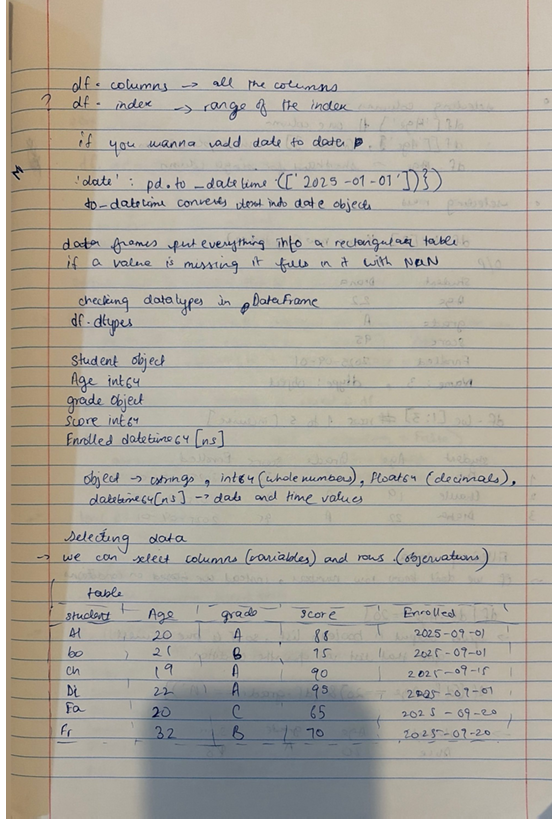 df. columns → all the columns
? df. index → range of the index
if you wanna add date to date p.
'date' : pd. to _ datetime (['2025 -01-01'])})
to_datetime converts text into date objects
data frames put everything into a rectangular table
if a value is missing it fills in it with NaN
checking datatypes in pDataFrame
df. dtypes
Student object
Age int64
grade object
Score int64
Enrolled datetime64 [ns]
object → strings, int64 (whole number), float64 (decimals),
datetime64[ns] → date and time values
Selecting data
→ we can select columns (variables) and rows (observations)
table
student Age grade Score Enrolled
Al 20 A 88 2025-09-01
bo 21 B 75 2025-09-01
Ch 19 A 90 2025-09-15
Di 22 A 95 2025-09-01
Fa 20 C 65 2025-09-20
Fr 32 B 70 2025-09-20